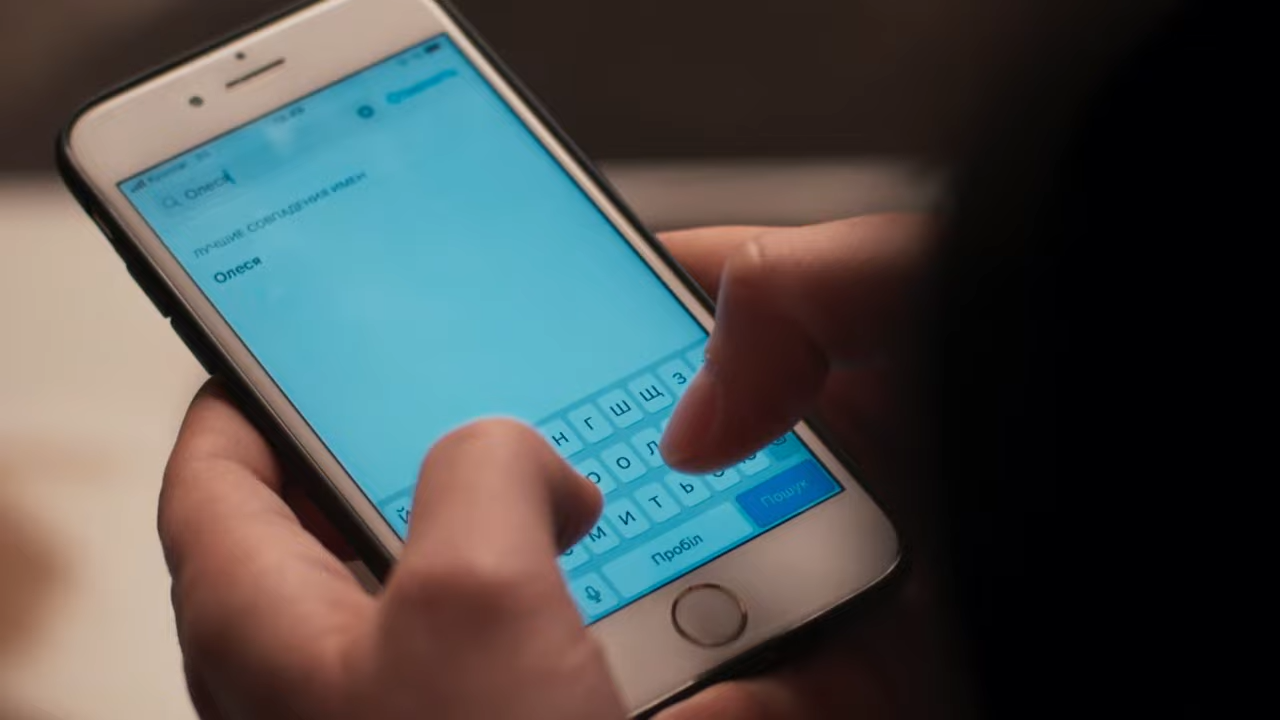 Олеся
ЛУЧШИЕ СОВПАДЕНИЯ ИМЕН
Олеся
Н Г Ш Щ З
О Л
М И Т Ь
Пробіл
Пошук